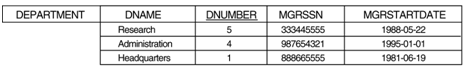 DEPARTMENT DNAME DNUMBER MGRSSN MGRSTARTDATE
Research 5 333445555 1988-05-22
Administration 4 987654321 1995-01-01
Headquarters 1 888665555 1981-06-19